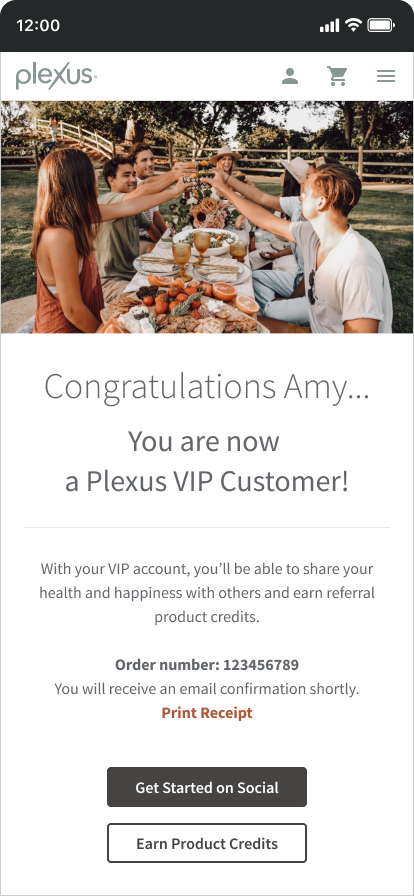 12:00
plexus
Congratulations Amy...
You are now
a Plexus VIP Customer!
With your VIP account, you’ll be able to share your
health and happiness with others and earn referral
product credits.
Order number: 123456789
You will receive an email confirmation shortly.
Print Receipt
Get Started on Social
Earn Product Credits